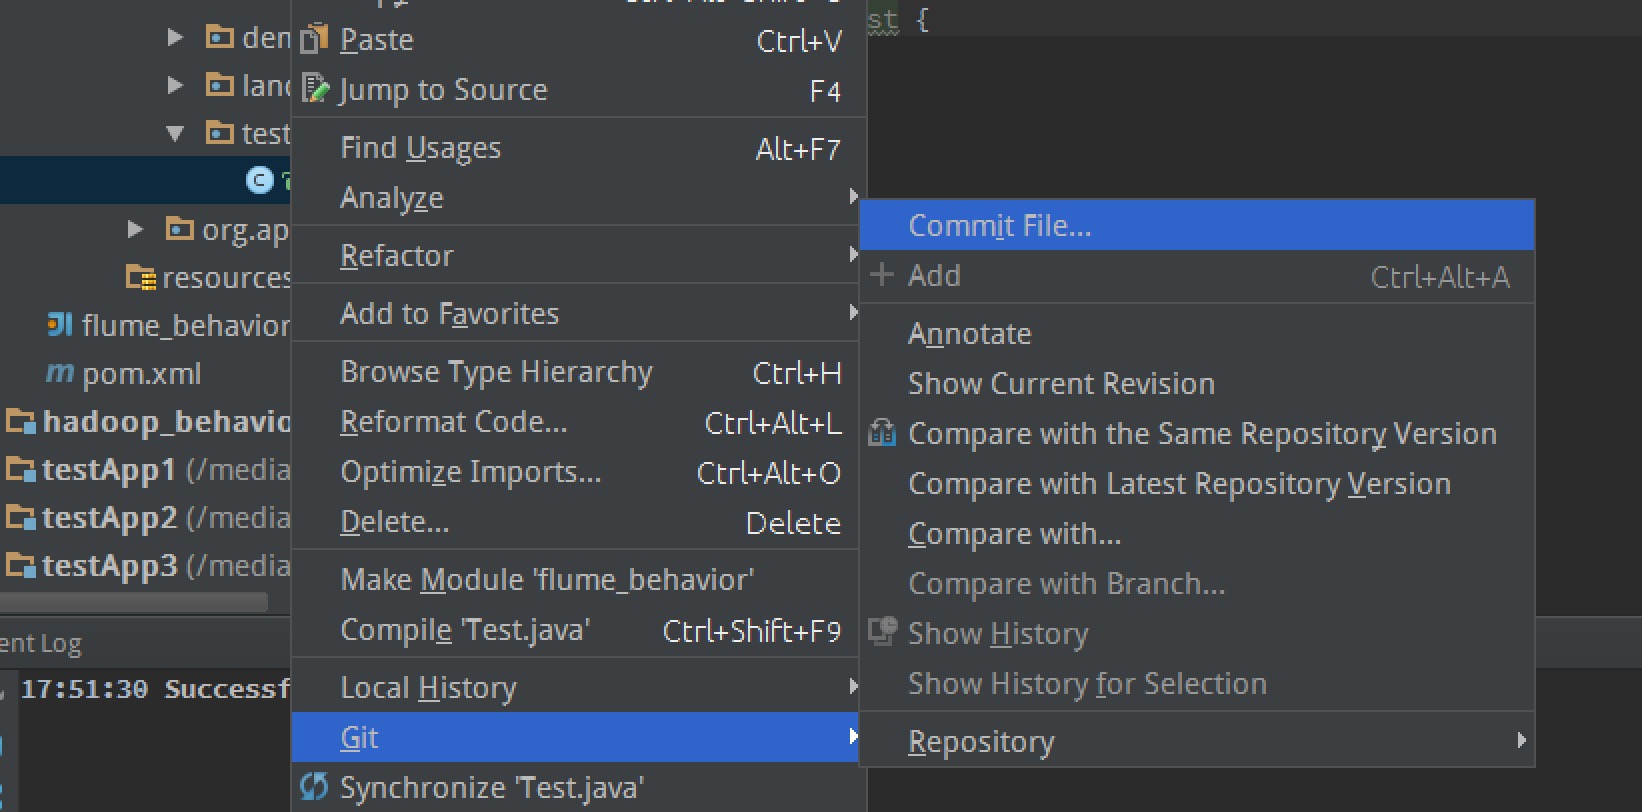 st {
den
Paste Ctrl+V
lan
Jump to Source F4
test
Find Usages Alt+F7
Analyze
org.ap
Refactor
resources
Add to Favorites
flume_behavior
Browse Type Hierarchy Ctrl+H
pom.xml
Reformat Code... Ctrl+Alt+L
hadoop_behavio
Optimize Imports... Ctrl+Alt+O
testApp1 (/media
Delete... Delete
testApp2 (/media
testApp3 (/media
Make Module 'flume_behavior'
Compile 'Test.java' Ctrl+Shift+F9
ent Log
Local History
17:51:30 Successf
Git
Synchronize 'Test.java'
Commit File...
Add Ctrl+Alt+A
Annotate
Show Current Revision
Compare with the Same Repository Version
Compare with Latest Repository Version
Compare with...
Compare with Branch...
Show History
Show History for Selection
Repository